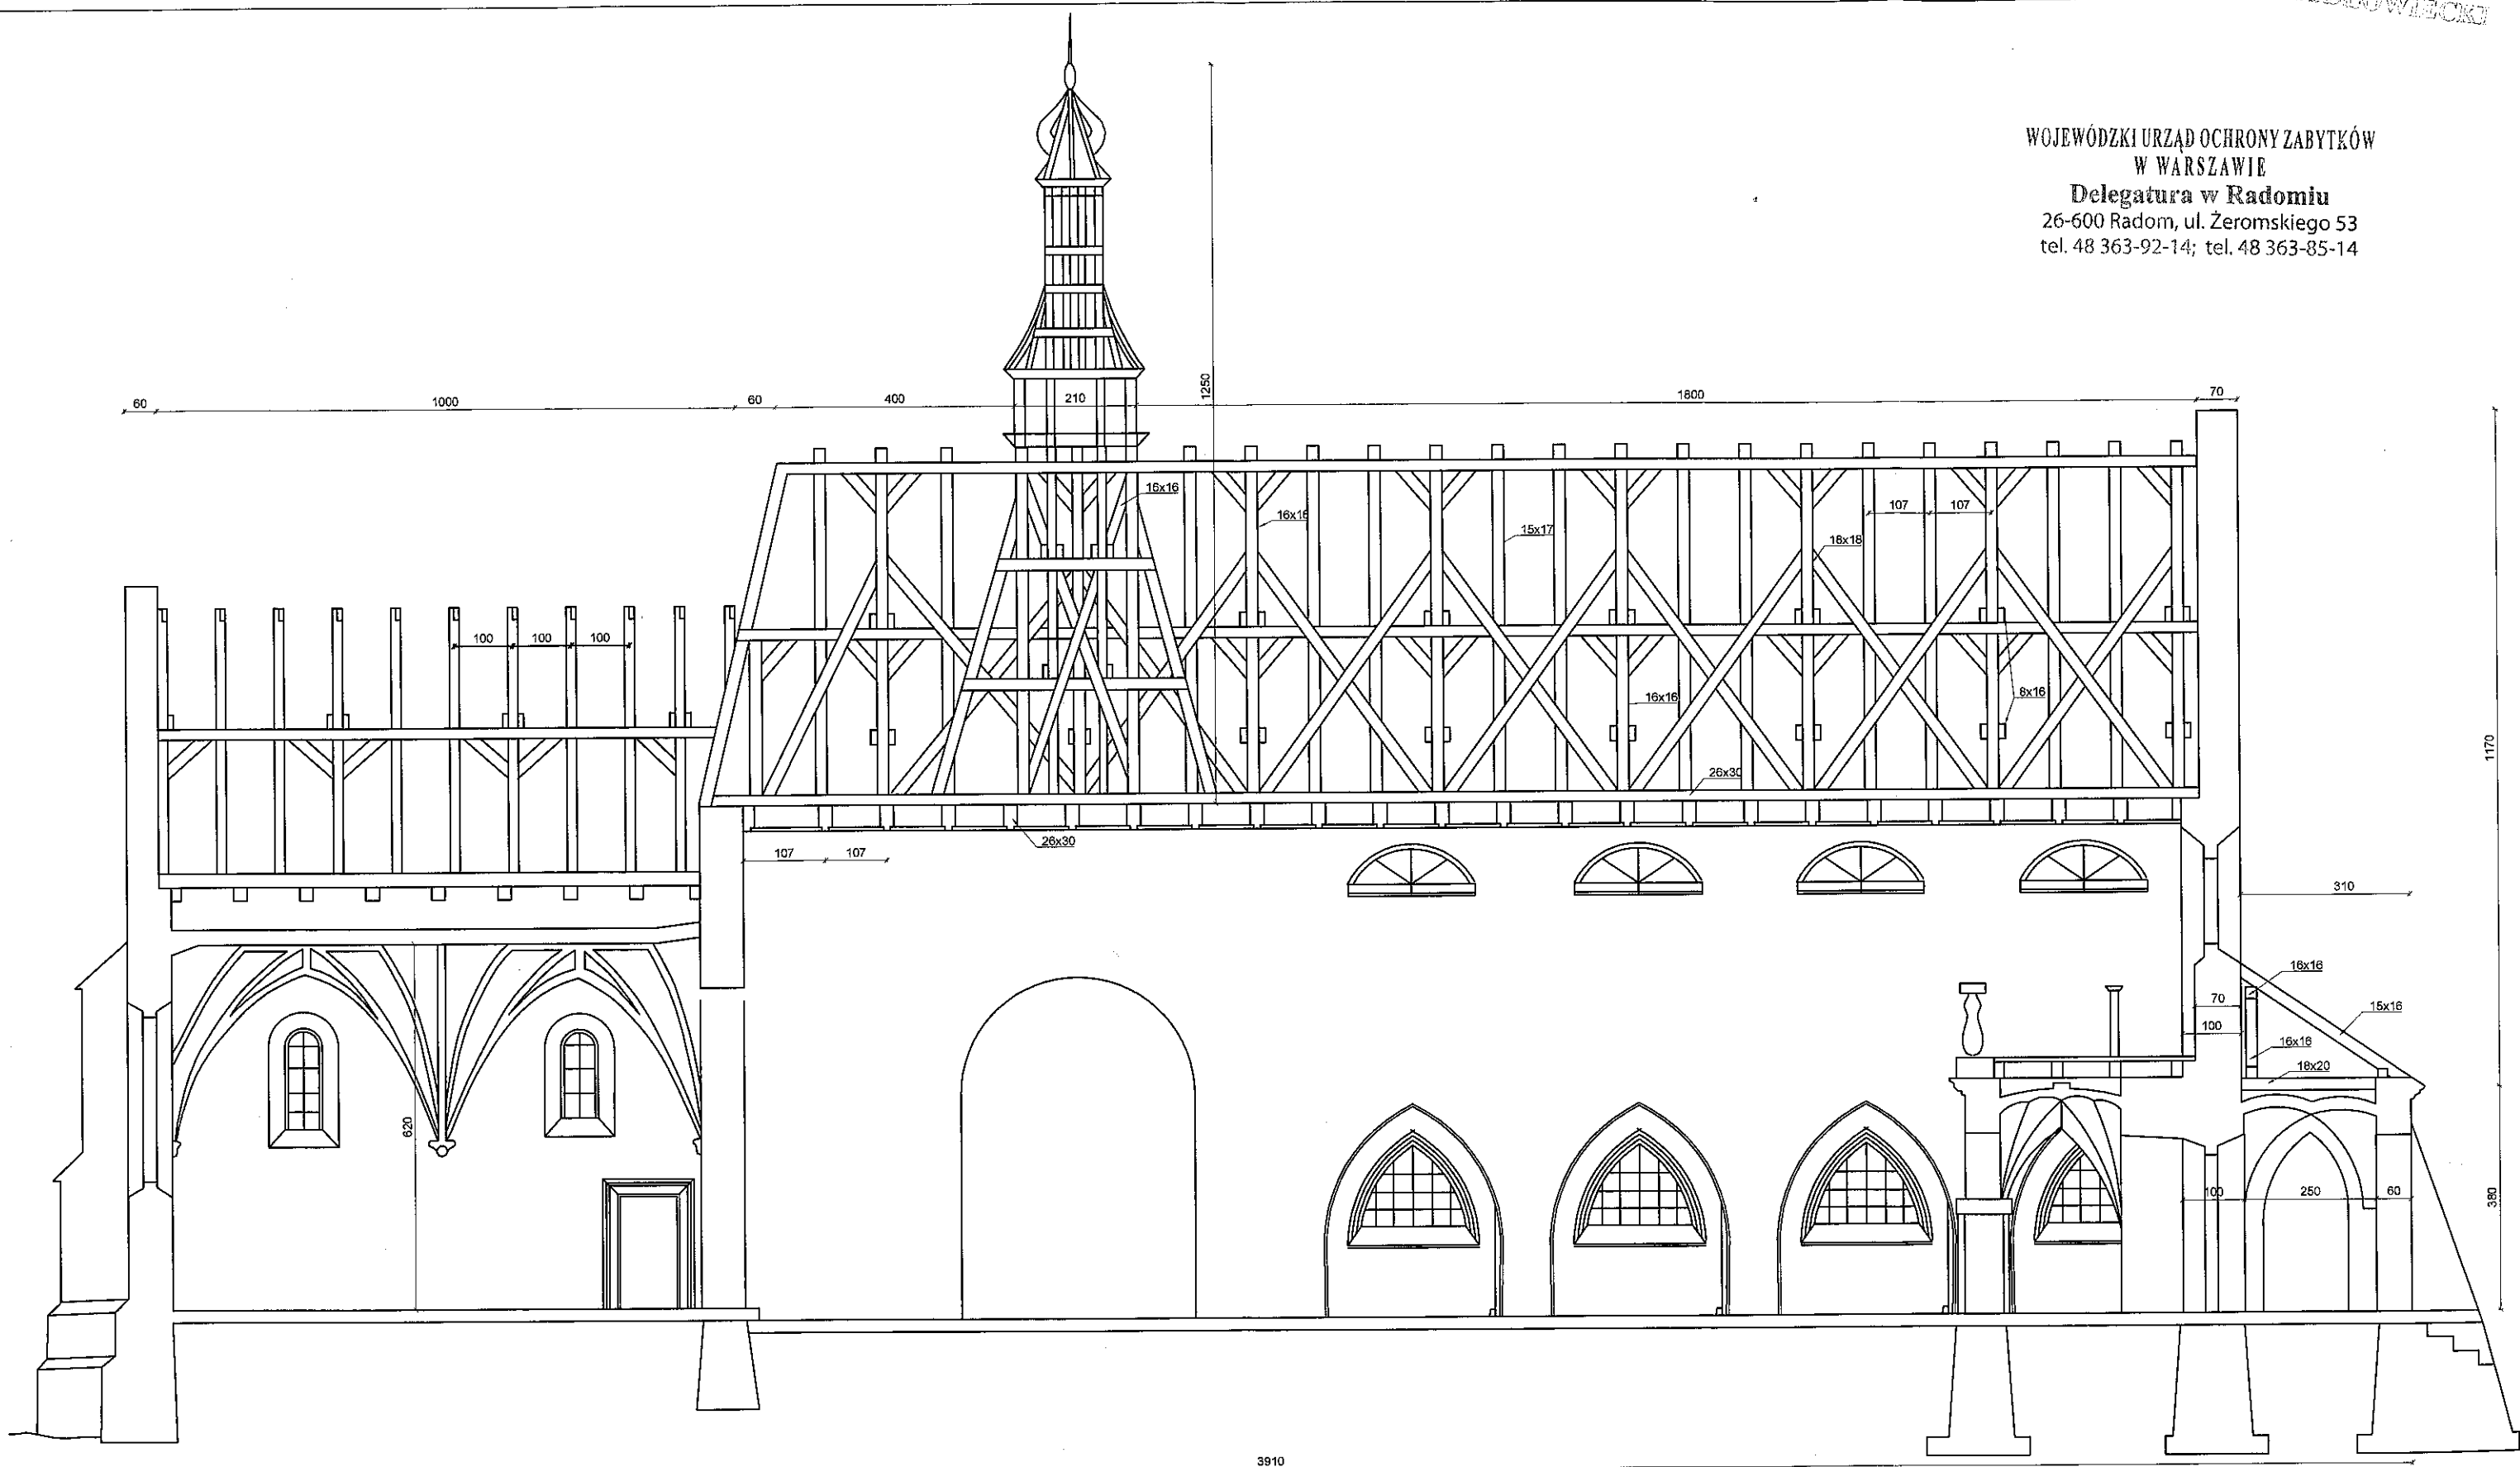 WOJEWÓDZKI URZĄD OCHRONY ZABYTKÓW
W WARSZAWIE
Delegatura w Radomiu
26-600 Radom, ul. Żeromskiego 53
tel. 48 363-92-14; tel. 48 363-85-14
60
1000
60
400
210
1250
1800
70
16x16
16x16
15x17
107
107
18x18
100
100
100
16x16
8x16
1170
26x30
26x30
107
107
310
16x16
70
15x16
100
16x16
18x20
620
100
250
60
380
3910